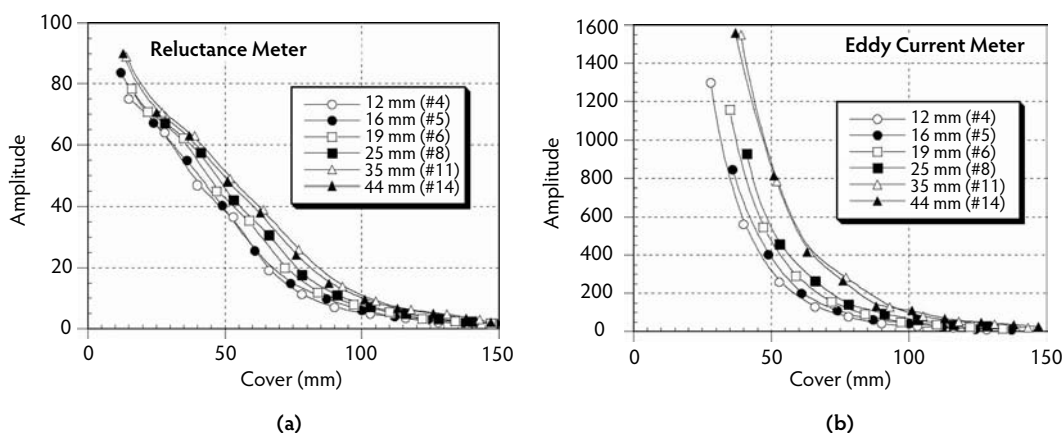 100
80
60
40
20
0
Amplitude
Reluctance Meter
12 mm (#4)
16 mm (#5)
19 mm (#6)
25 mm (#8)
35 mm (#11)
44 mm (#14)
0 50 100 150
Cover (mm)
(a)
1600
1400
1200
1000
800
600
400
200
0
Amplitude
Eddy Current Meter
12 mm (#4)
16 mm (#5)
19 mm (#6)
25 mm (#8)
35 mm (#11)
44 mm (#14)
0 50 100 150
Cover (mm)
(b)